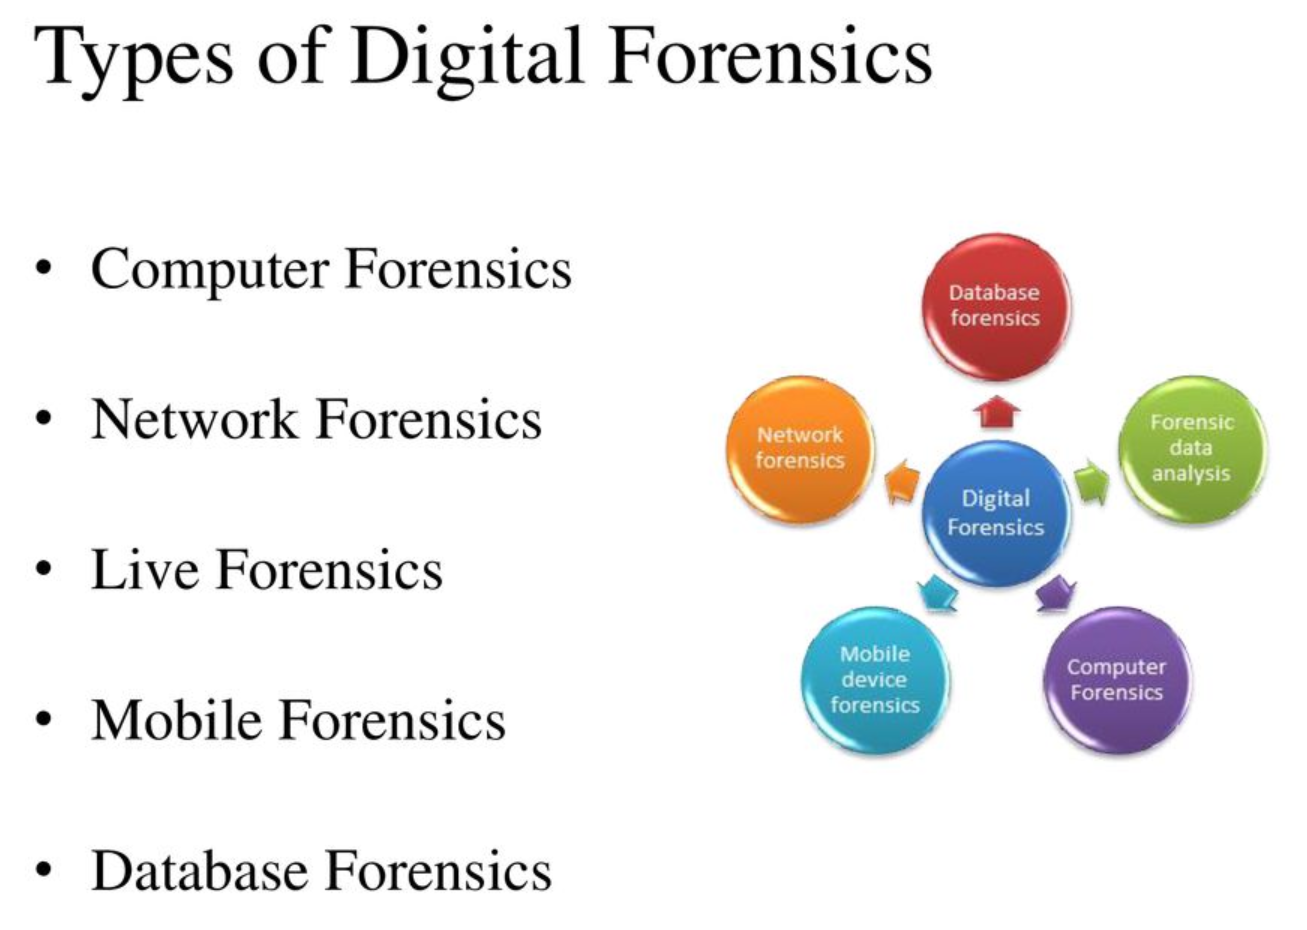 Types of Digital Forensics
• Computer Forensics
• Network Forensics
• Live Forensics
• Mobile Forensics
• Database Forensics
Database
forensics
Network
forensics
Forensic
data
analysis
Digital
Forensics
Mobile
device
forensics
Computer
Forensics